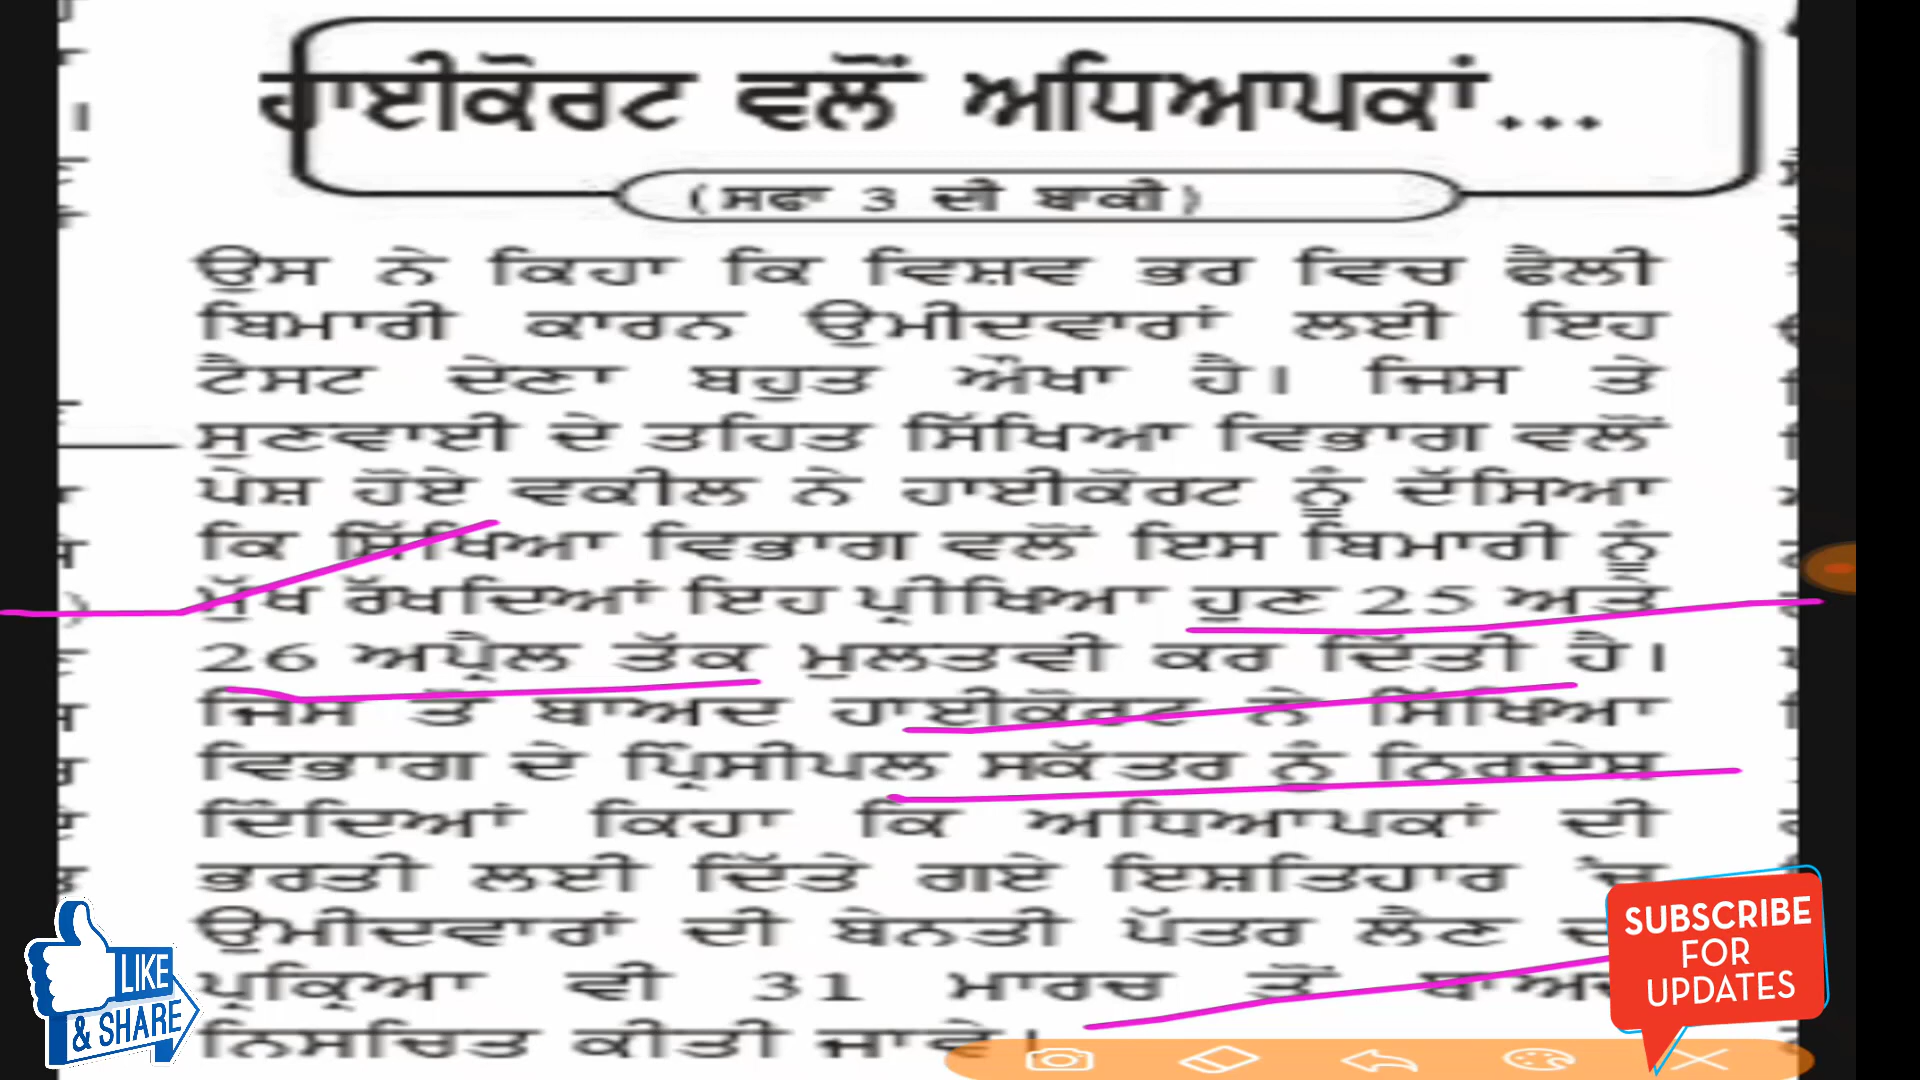 ਹਾਈਕੋਰਟ ਵਲੋਂ ਅਧਿਆਪਕਾਂ...
(ਸਫਾ 3 ਦੀ ਬਾਕੀ)
ਉਸ ਨੇ ਕਿਹਾ ਕਿ ਵਿਸ਼ਵ ਭਰ ਵਿਚ ਫੈਲੀ
ਬਿਮਾਰੀ ਕਾਰਨ ਉਮੀਦਵਾਰਾਂ ਲਈ ਇਹ
ਟੈਸਟ ਦੇਣਾ ਬਹੁਤ ਔਖਾ ਹੈ। ਜਿਸ ਤੇ
ਸੁਣਵਾਈ ਦੇ ਤਹਿਤ ਸਿੱਖਿਆ ਵਿਭਾਗ ਵਲੋਂ
ਪੇਸ਼ ਹੋਏ ਵਕੀਲ ਨੇ ਹਾਈਕੋਰਟ ਨੂੰ ਦੱਸਿਆ
ਕਿ ਸਿੱਖਿਆ ਵਿਭਾਗ ਵਲੋਂ ਇਸ ਬਿਮਾਰੀ ਨੂੰ
ਮੁੱਖ ਰੱਖਦਿਆਂ ਇਹ ਪ੍ਰੀਖਿਆ ਹੁਣ 25 ਅਤੇ
26 ਅਪ੍ਰੈਲ ਤੱਕ ਮੁਲਤਵੀ ਕਰ ਦਿੱਤੀ ਹੈ।
ਜਿਸ ਤੋਂ ਬਾਅਦ ਹਾਈਕੋਰਟ ਨੇ ਸਿੱਖਿਆ
ਵਿਭਾਗ ਦੇ ਪ੍ਰਿੰਸੀਪਲ ਸਕੱਤਰ ਨੂੰ ਨਿਰਦੇਸ਼
ਦਿੰਦਿਆਂ ਕਿਹਾ ਕਿ ਅਧਿਆਪਕਾਂ ਦੀ
ਭਰਤੀ ਲਈ ਦਿੱਤੇ ਗਏ ਇਸ਼ਤਿਹਾਰ 'ਚ
ਉਮੀਦਵਾਰਾਂ ਦੀ ਬੇਨਤੀ ਪੱਤਰ ਲੈਣ
ਪ੍ਰਕ੍ਰਿਆ ਵੀ 31 ਮਾਰਚ ਤੋਂ ਬਾਅਦ
ਨਿਸਚਿਤ ਕੀਤੀ ਜਾਵੇ।
LIKE
& SHARE
SUBSCRIBE
FOR
UPDATES